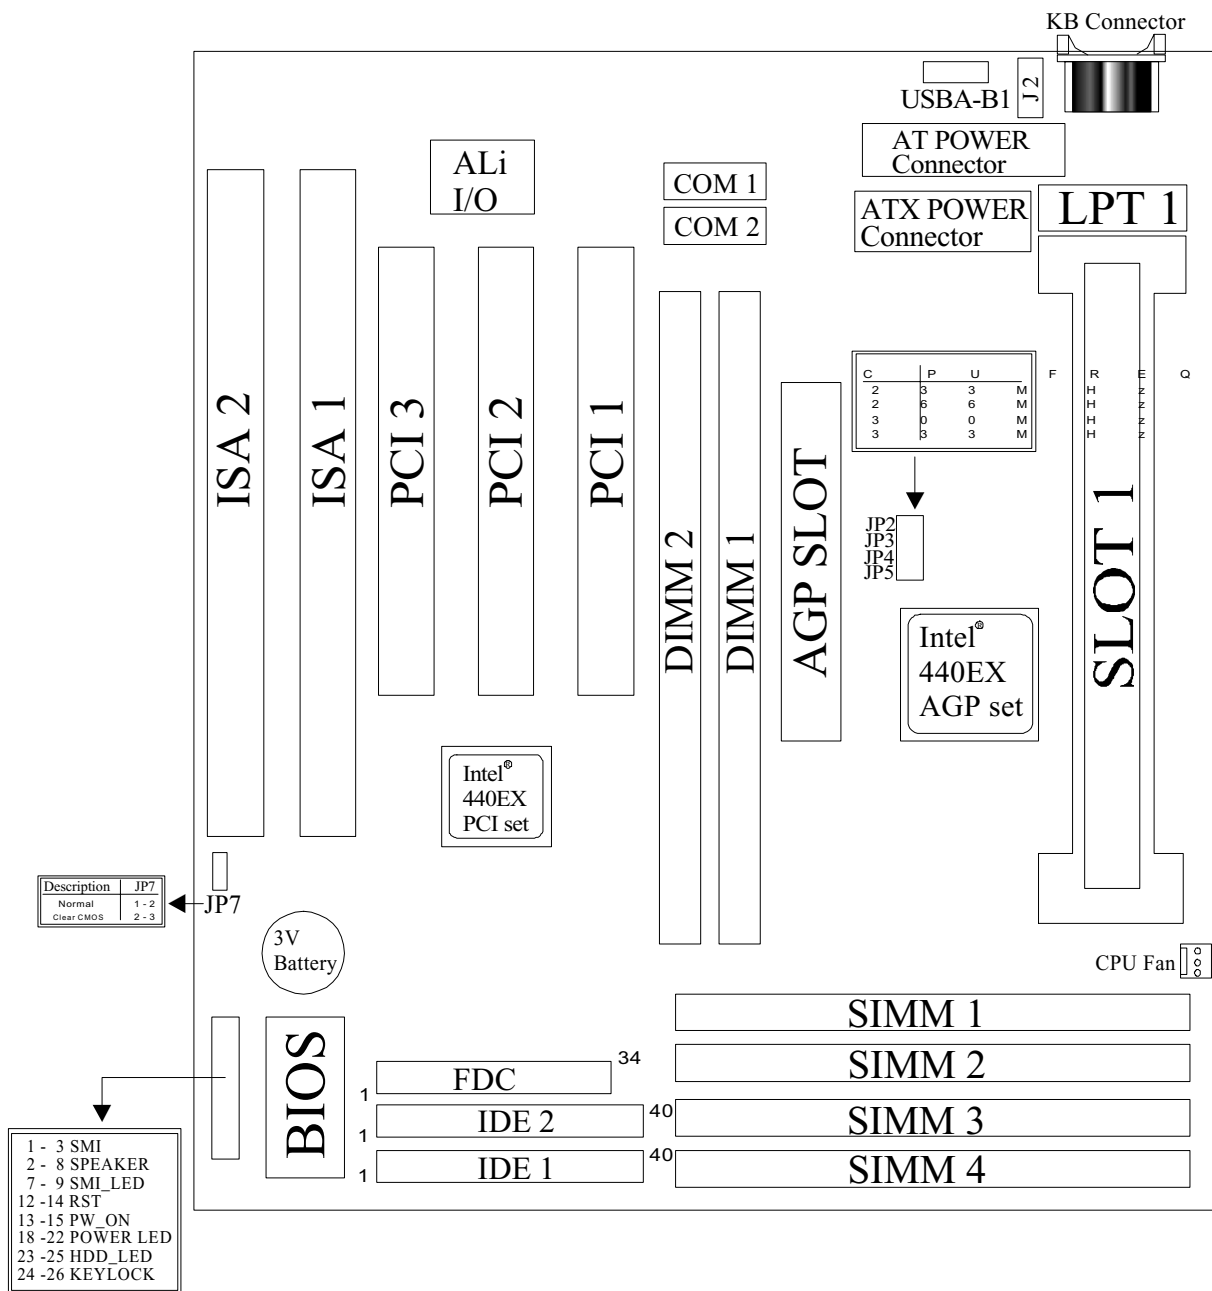 KB Connector
USBA-B1
J 2
AT POWER
Connector
ALi
I/O
COM 1
COM 2
ATX POWER
Connector
LPT 1
ISA 2
ISA 1
PCI 3
PCI 2
PCI 1
DIMM 2
DIMM 1
AGP SLOT
C P U F R E Q
2 3 3 M H z
2 6 6 M H z
3 0 0 M H z
3 3 3 M H z
JP2
JP3
JP4
JP5
SLOT 1
Intel®
440EX
AGP set
Intel®
440EX
PCI set
Description JP7
Normal 1 - 2
Clear CMOS 2 - 3
JP7
3V
Battery
CPU Fan
BIOS
FDC
1
34
IDE 2
1
40
IDE 1
1
40
SIMM 1
SIMM 2
SIMM 3
SIMM 4
1 - 3 SMI
2 - 8 SPEAKER
7 - 9 SMI_LED
12 -14 RST
13 -15 PW_ON
18 -22 POWER LED
23 -25 HDD_LED
24 -26 KEYLOCK